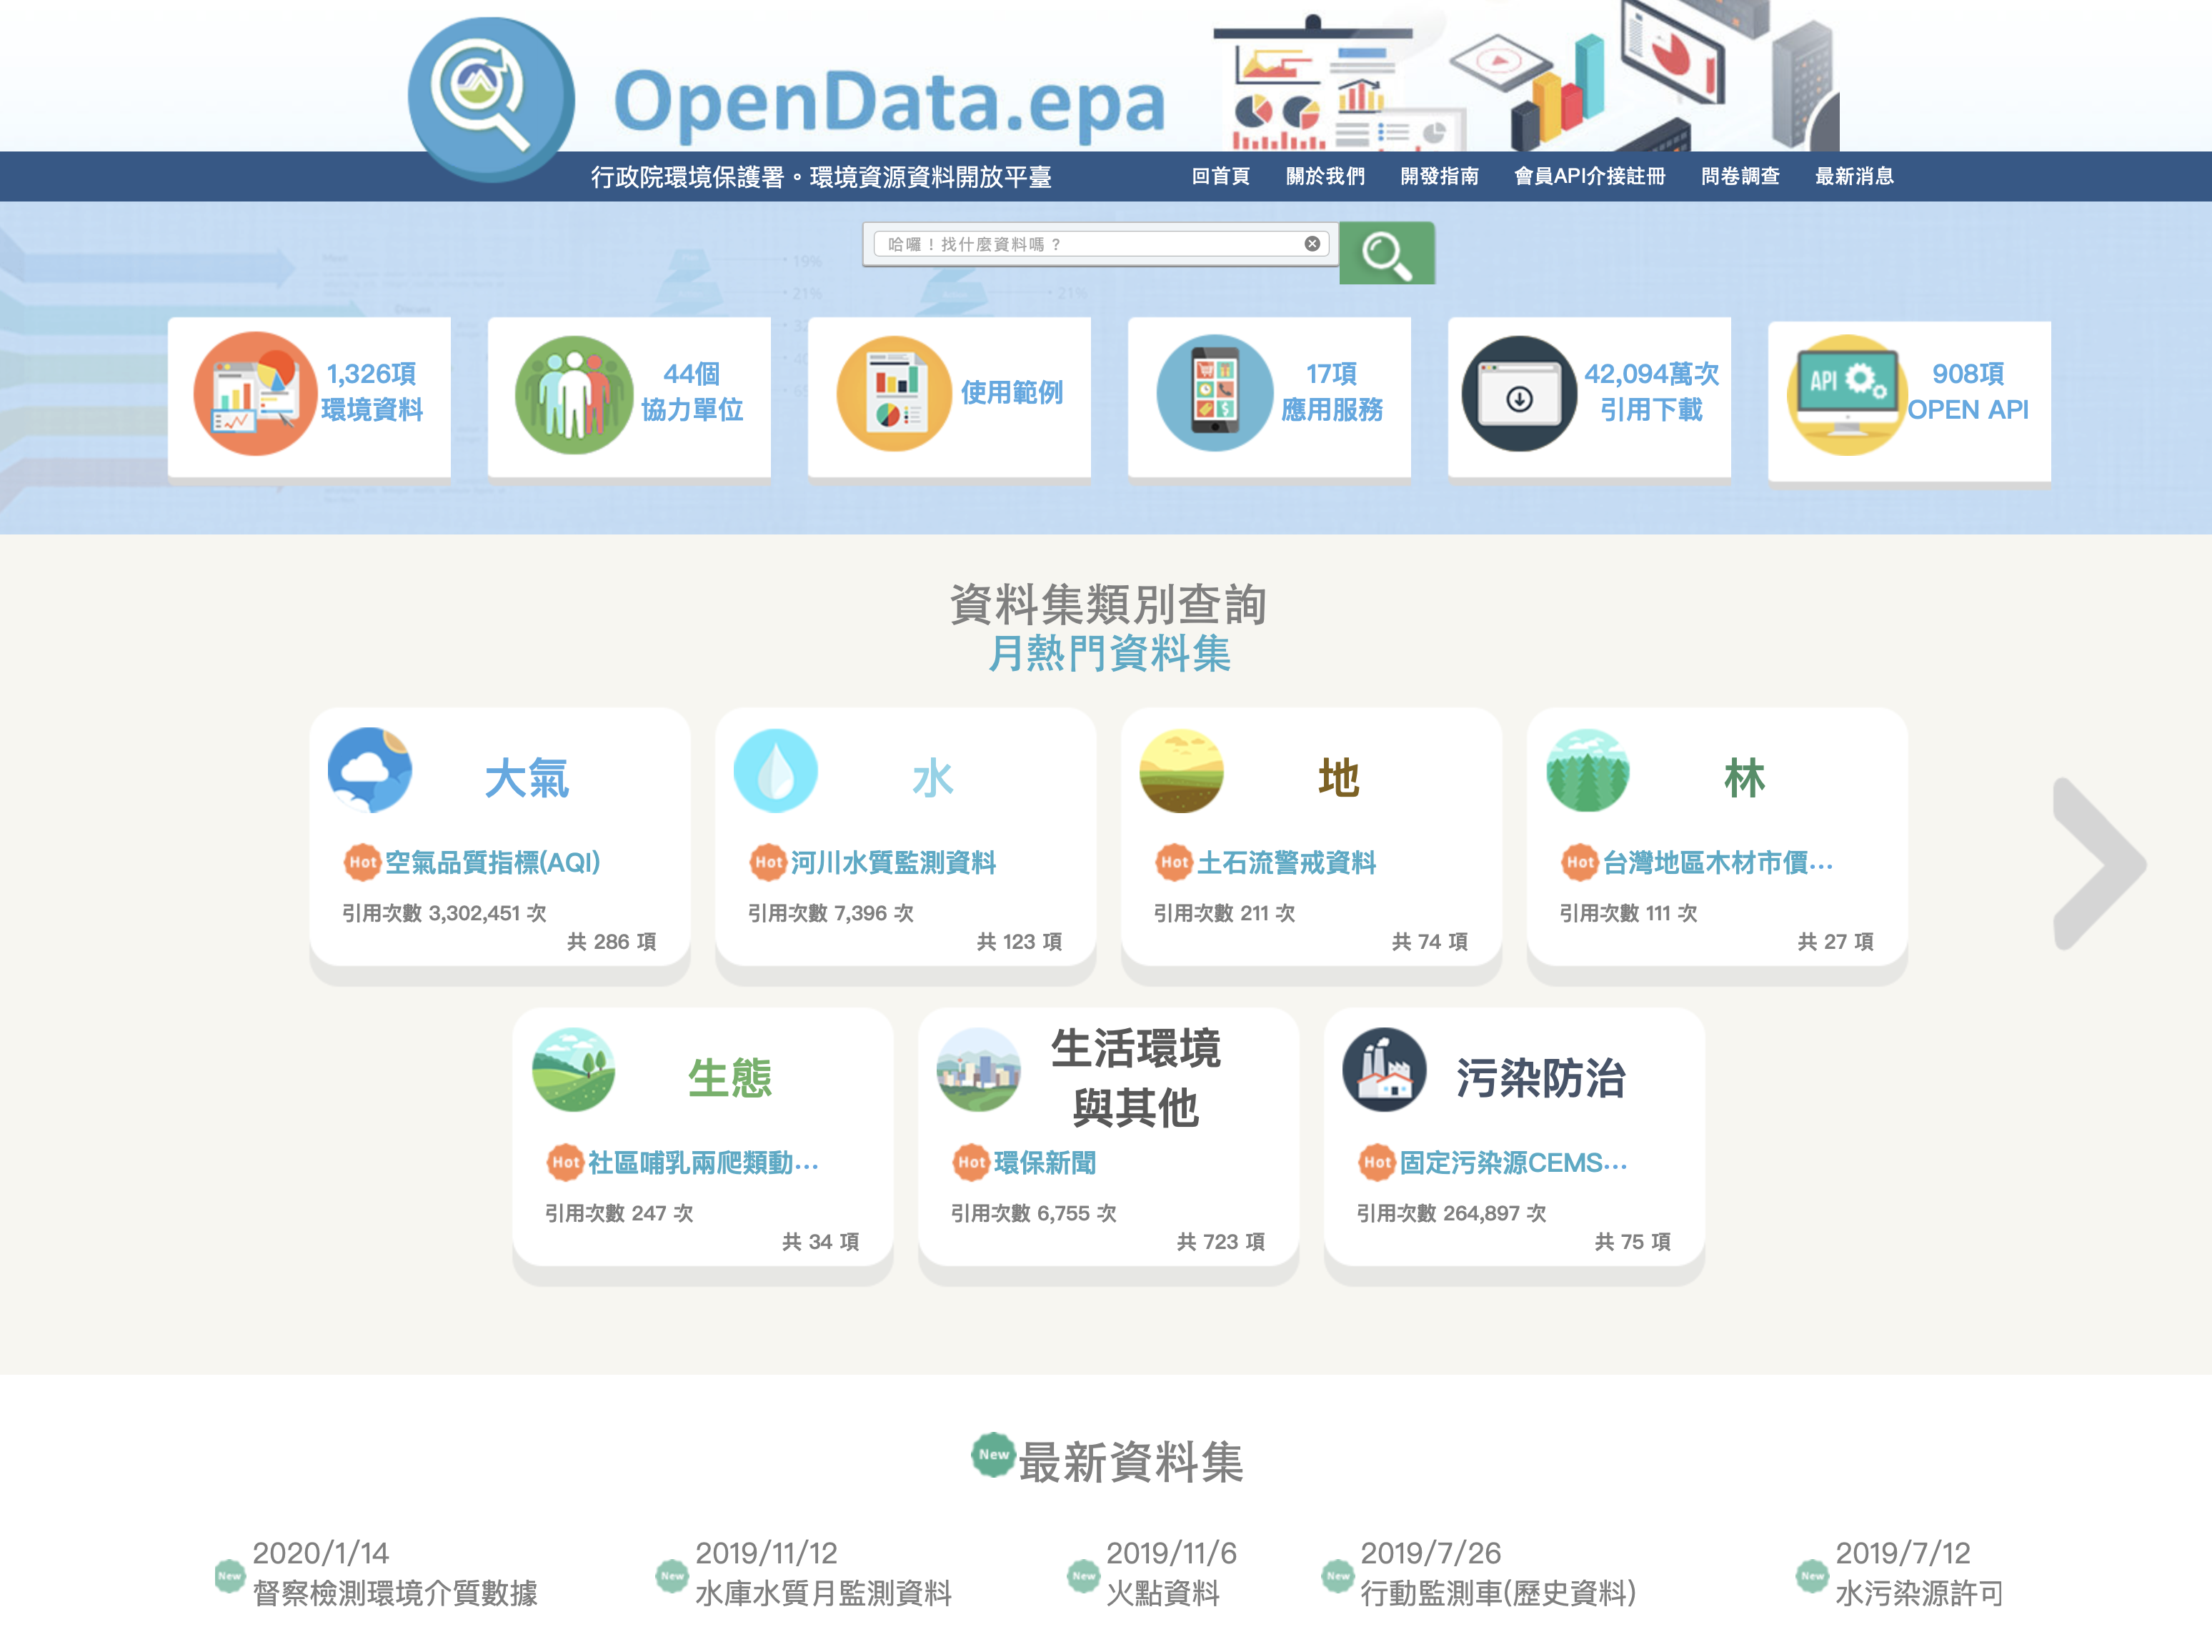 OpenData.epa
行政院環境保護署。環境資源資料開放平臺
回首頁 關於我們 開發指南 會員API介接註冊 問卷調查 最新消息
哈囉！找什麼資料嗎？
19%
21%
21%
1,326項
環境資料
44個
協力單位
使用範例
17項
應用服務
42,094萬次
引用下載
API
908項
OPEN API
資料集類別查詢
月熱門資料集
大氣
Hot 空氣品質指標(AQI)
引用次數 3,302,451 次
共 286 項
水
Hot 河川水質監測資料
引用次數 7,396 次
共 123 項
地
Hot 土石流警戒資料
引用次數 211 次
共 74 項
林
Hot 台灣地區木材市價…
引用次數 111 次
共 27 項
生態
Hot 社區哺乳兩爬類動…
引用次數 247 次
共 34 項
生活環境
與其他
Hot 環保新聞
引用次數 6,755 次
共 723 項
污染防治
Hot 固定污染源CEMS…
引用次數 264,897 次
共 75 項
New 最新資料集
New 2020/1/14
督察檢測環境介質數據
New 2019/11/12
水庫水質月監測資料
New 2019/11/6
火點資料
New 2019/7/26
行動監測車(歷史資料)
New 2019/7/12
水污染源許可